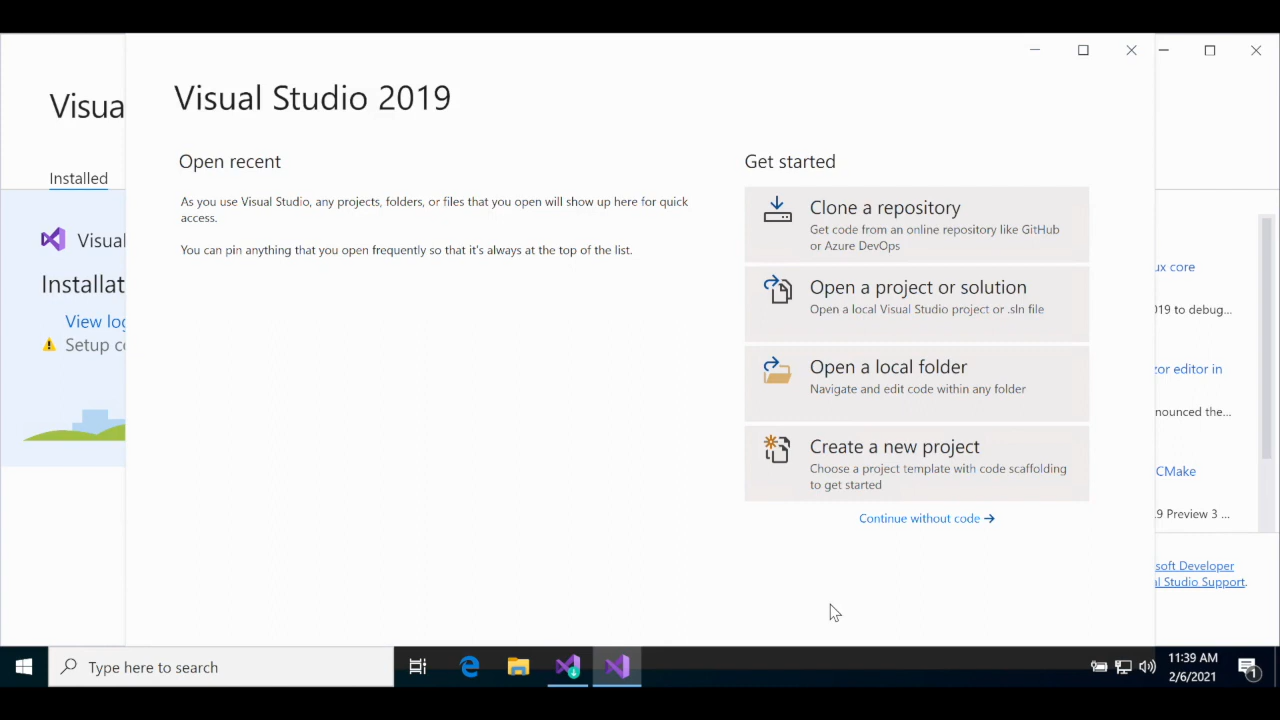 Visual Studio 2019
Open recent
As you use Visual Studio, any projects, folders, or files that you open will show up here for quick
access.
You can pin anything that you open frequently so that it's always at the top of the list.
Get started
Clone a repository
Get code from an online repository like GitHub
or Azure DevOps
Open a project or solution
Open a local Visual Studio project or .sln file
Open a local folder
Navigate and edit code within any folder
Create a new project
Choose a project template with code scaffolding
to get started
Continue without code →
Visua
Installed
Visual
Installat
View log
Setup co
ux core
019 to debug...
zor editor in
nounced the...
CMake
.9 Preview 3 ...
soft Developer
al Studio Support.
Type here to search
11:39 AM
2/6/2021
1